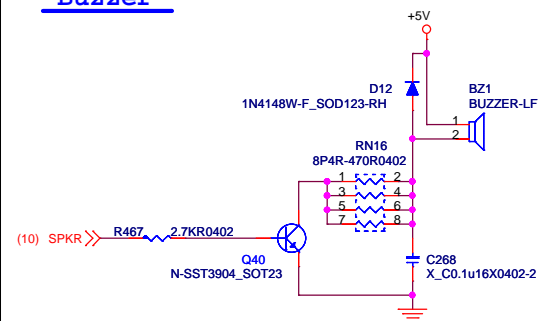 Buzzer
+5V
D12
1N4148W-F_SOD123-RH
BZ1
BUZZER-LF
1
2
RN16
8P4R-470R0402
1 2
3 4
5 6
7 8
(10) SPKR
R467 2.7KR0402
Q40
N-SST3904_SOT23
C268
X_C0.1u16X0402-2